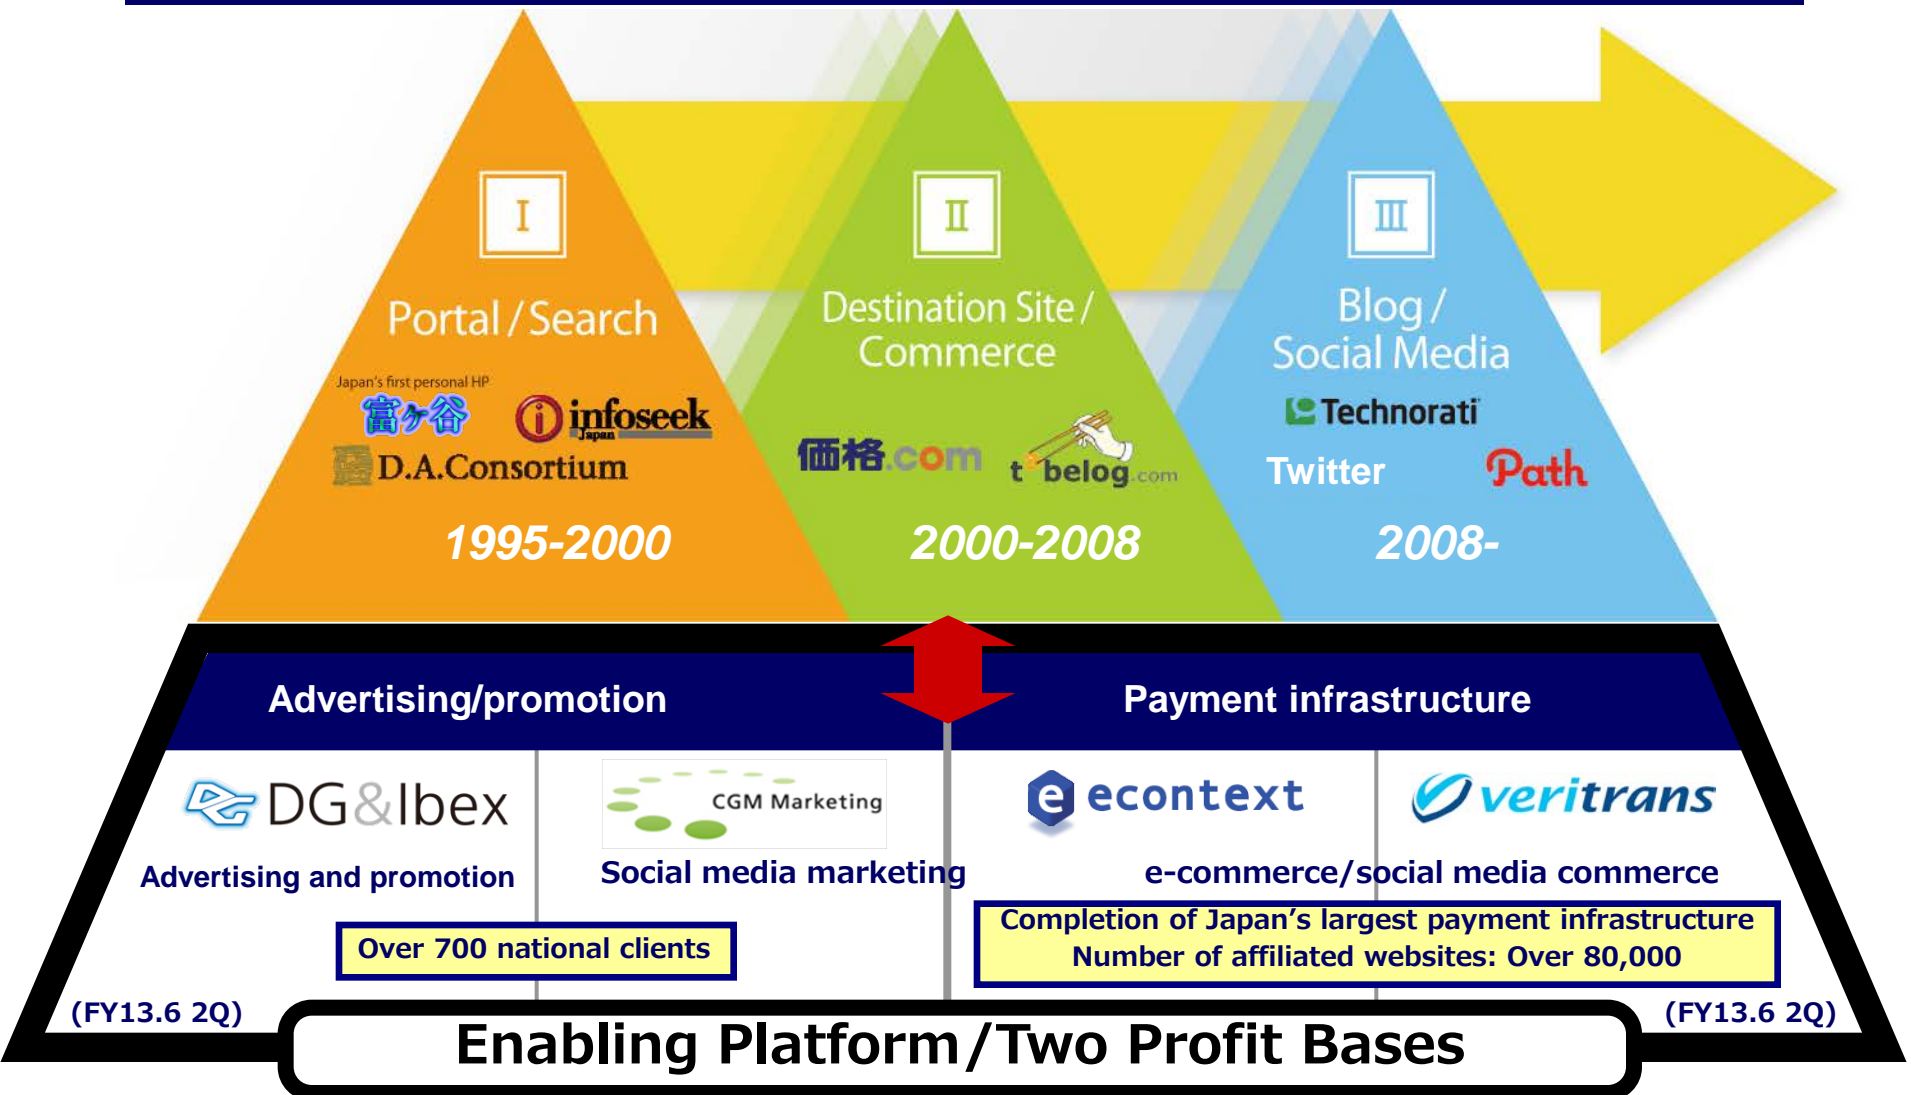 I
Portal / Search
Japan's first personal HP
富ヶ谷
infoseek
Japan
D.A.Consortium
1995-2000
II
Destination Site /
Commerce
価格.com
tabelog.com
2000-2008
III
Blog /
Social Media
Technorati
Twitter
Path
2008-
Advertising/promotion
Payment infrastructure
DG&Ibex
Advertising and promotion
CGM Marketing
Social media marketing
Over 700 national clients
econtext
veritrans
e-commerce/social media commerce
Completion of Japan’s largest payment infrastructure
Number of affiliated websites: Over 80,000
(FY13.6 2Q)
(FY13.6 2Q)
Enabling Platform/Two Profit Bases